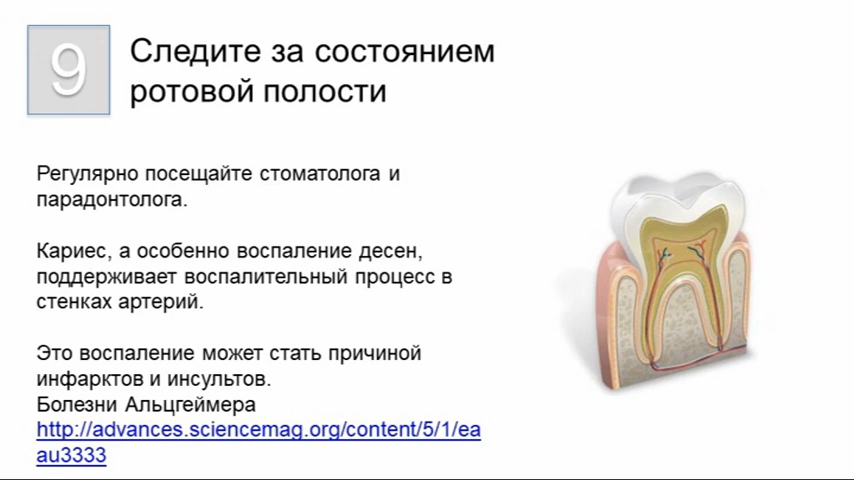 9
Следите за состоянием
ротовой полости
Регулярно посещайте стоматолога и
парадонтолога.
Кариес, а особенно воспаление десен,
поддерживает воспалительный процесс в
стенках артерий.
Это воспаление может стать причиной
инфарктов и инсультов.
Болезни Альцгеймера
http://advances.sciencemag.org/content/5/1/ea
au3333